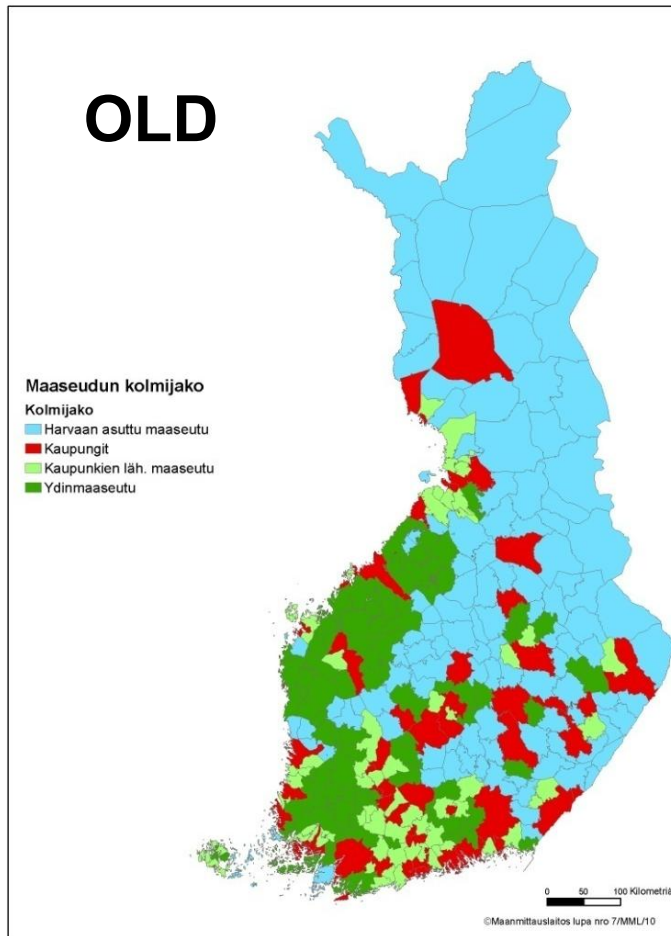 OLD
Maaseudun kolmijako
Kolmijako
Harvaan asuttu maaseutu
Kaupungit
Kaupunkien läh. maaseutu
Ydinmaaseutu
0 50 100 Kilometriä
©Maanmittauslaitos lupa nro 7/MML/10